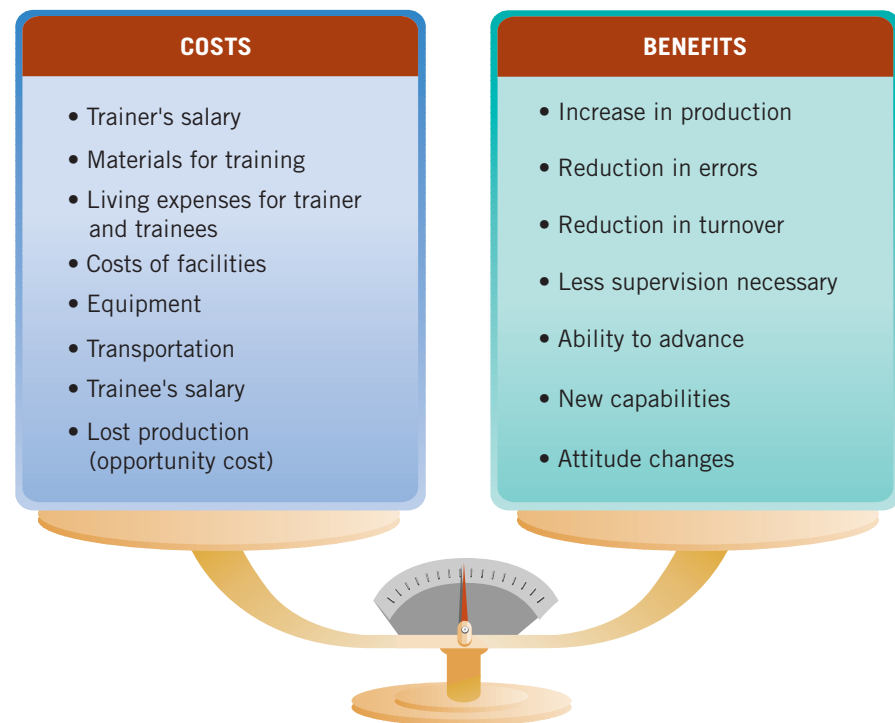 COSTS
• Trainer's salary
• Materials for training
• Living expenses for trainer
and trainees
• Costs of facilities
• Equipment
• Transportation
• Trainee's salary
• Lost production
(opportunity cost)
BENEFITS
• Increase in production
• Reduction in errors
• Reduction in turnover
• Less supervision necessary
• Ability to advance
• New capabilities
• Attitude changes